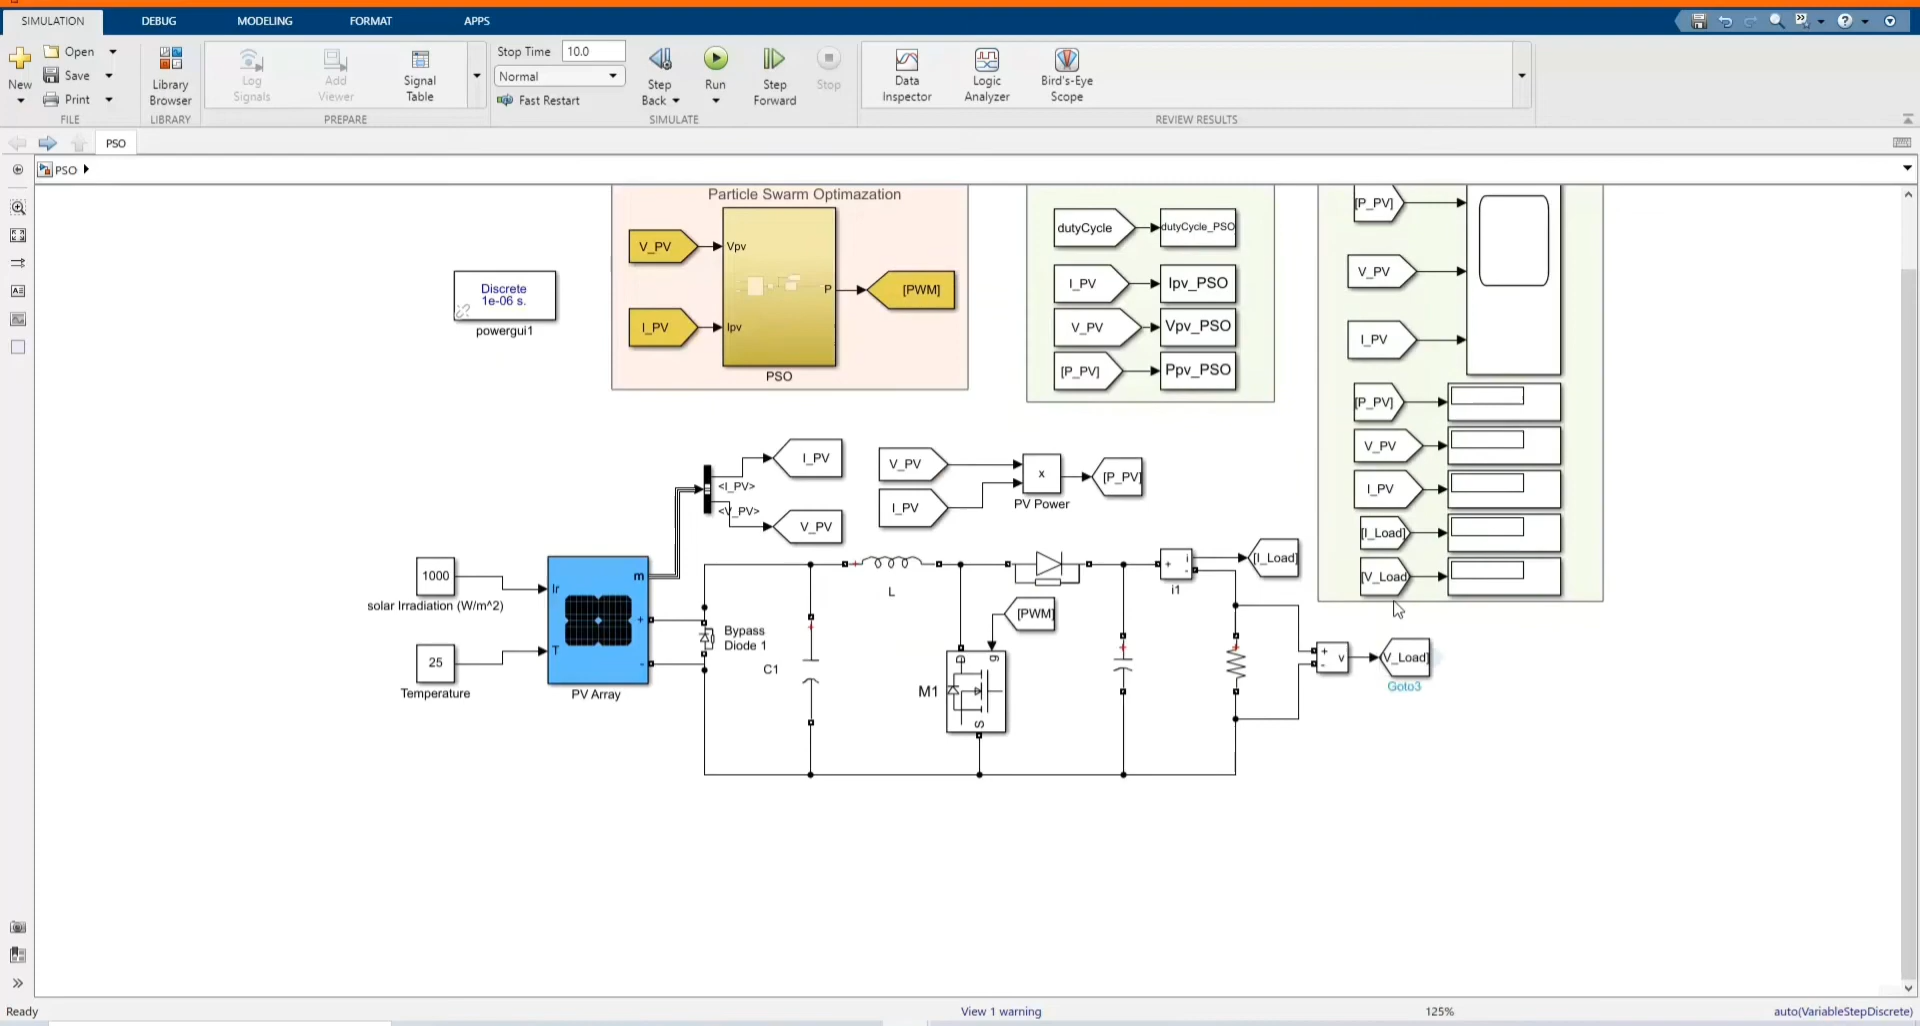 SIMULATION DEBUG MODELING FORMAT APPS
New
Open
Save
Print
FILE
Library
Browser
LIBRARY
Log
Signals
Add
Viewer
Signal
Table
PREPARE
Stop Time 10.0
Normal
Fast Restart
Step
Back
Run
Step
Forward
Stop
SIMULATE
Data
Inspector
Logic
Analyzer
Bird's-Eye
Scope
REVIEW RESULTS
PSO
PSO
Particle Swarm Optimazation
V_PV
I_PV
Vpv
Ipv
P
[PWM]
PSO
Discrete
1e-06 s.
powergui1
dutyCycle dutyCycle_PSO
I_PV Ipv_PSO
V_PV Vpv_PSO
[P_PV] Ppv_PSO
[P_PV]
V_PV
I_PV
[P_PV]
V_PV
I_PV
[I_Load]
[V_Load]
I_PV
<I_PV>
<V_PV>
V_PV
V_PV
I_PV
x
PV Power
[P_PV]
1000
solar Irradiation (W/m^2)
25
Temperature
Ir
T
m
+
-
PV Array
Bypass
Diode 1
C1
L
[PWM]
M1
D
g
S
+
i
-
i1
[I_Load]
+
-
v
[V_Load]
Goto3
Ready
View 1 warning
125%
auto(VariableStepDiscrete)